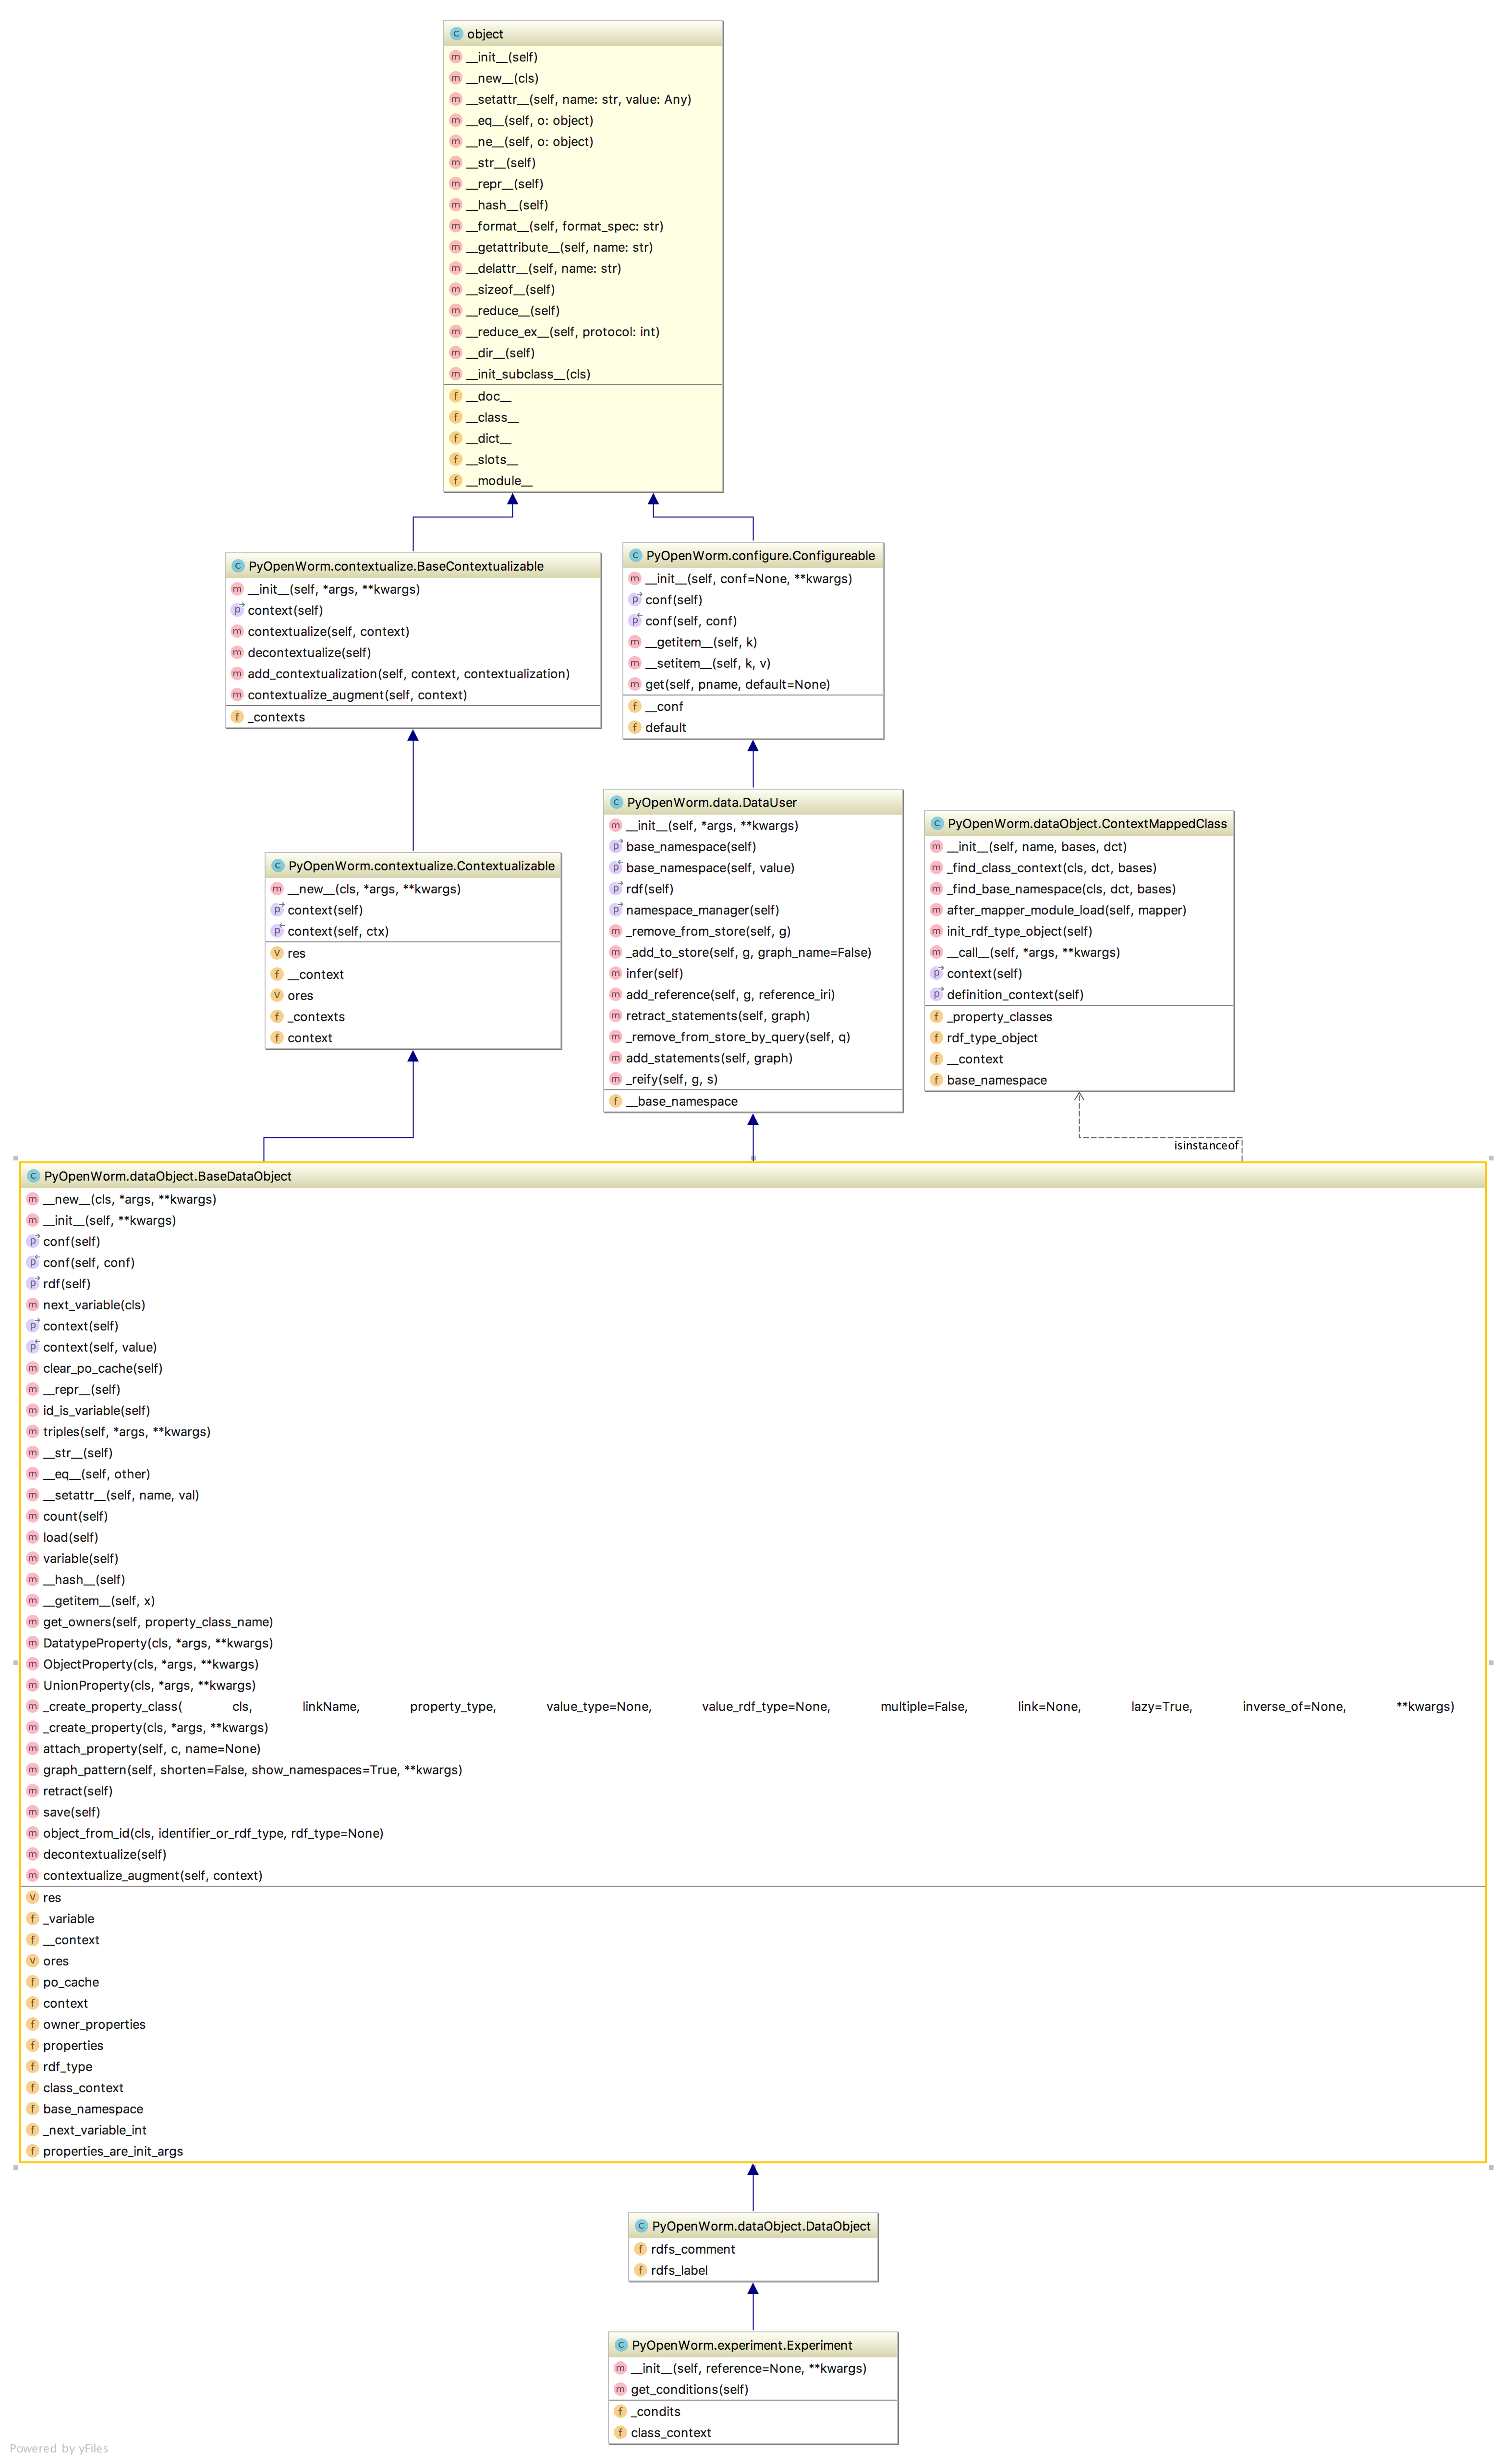 object
__init__(self)
__new__(cls)
__setattr__(self, name: str, value: Any)
__eq__(self, o: object)
__ne__(self, o: object)
__str__(self)
__repr__(self)
__hash__(self)
__format__(self, format_spec: str)
__getattribute__(self, name: str)
__delattr__(self, name: str)
__sizeof__(self)
__reduce__(self)
__reduce_ex__(self, protocol: int)
__dir__(self)
__init_subclass__(cls)
__doc__
__class__
__dict__
__slots__
__module__
PyOpenWorm.contextualize.BaseContextualizable
__init__(self, *args, **kwargs)
context(self)
contextualize(self, context)
decontextualize(self)
add_contextualization(self, context, contextualization)
contextualize_augment(self, context)
_contexts
PyOpenWorm.configure.Configureable
__init__(self, conf=None, **kwargs)
conf(self)
conf(self, conf)
__getitem__(self, k)
__setitem__(self, k, v)
get(self, pname, default=None)
__conf
default
PyOpenWorm.contextualize.Contextualizable
__new__(cls, *args, **kwargs)
context(self)
context(self, ctx)
res
__context
ores
_contexts
context
PyOpenWorm.data.DataUser
__init__(self, *args, **kwargs)
base_namespace(self)
base_namespace(self, value)
rdf(self)
namespace_manager(self)
_remove_from_store(self, g)
_add_to_store(self, g, graph_name=False)
infer(self)
add_reference(self, g, reference_iri)
retract_statements(self, graph)
_remove_from_store_by_query(self, q)
add_statements(self, graph)
_reify(self, g, s)
__base_namespace
PyOpenWorm.dataObject.ContextMappedClass
__init__(self, name, bases, dct)
_find_class_context(cls, dct, bases)
_find_base_namespace(cls, dct, bases)
after_mapper_module_load(self, mapper)
init_rdf_type_object(self)
__call__(self, *args, **kwargs)
context(self)
definition_context(self)
_property_classes
rdf_type_object
__context
base_namespace
isinstanceof
PyOpenWorm.dataObject.BaseDataObject
__new__(cls, *args, **kwargs)
__init__(self, **kwargs)
conf(self)
conf(self, conf)
rdf(self)
next_variable(cls)
context(self)
context(self, value)
clear_po_cache(self)
__repr__(self)
id_is_variable(self)
triples(self, *args, **kwargs)
__str__(self)
__eq__(self, other)
__setattr__(self, name, val)
count(self)
load(self)
variable(self)
__hash__(self)
__getitem__(self, x)
get_owners(self, property_class_name)
DatatypeProperty(cls, *args, **kwargs)
ObjectProperty(cls, *args, **kwargs)
UnionProperty(cls, *args, **kwargs)
_create_property_class( cls, linkName, property_type, value_type=None, value_rdf_type=None, multiple=False, link=None, lazy=True, inverse_of=None, **kwargs)
_create_property(cls, *args, **kwargs)
attach_property(self, c, name=None)
graph_pattern(self, shorten=False, show_namespaces=True, **kwargs)
retract(self)
save(self)
object_from_id(cls, identifier_or_rdf_type, rdf_type=None)
decontextualize(self)
contextualize_augment(self, context)
res
_variable
__context
ores
po_cache
context
owner_properties
properties
rdf_type
class_context
base_namespace
_next_variable_int
properties_are_init_args
PyOpenWorm.dataObject.DataObject
rdfs_comment
rdfs_label
PyOpenWorm.experiment.Experiment
__init__(self, reference=None, **kwargs)
get_conditions(self)
_condits
class_context
Powered by yFiles